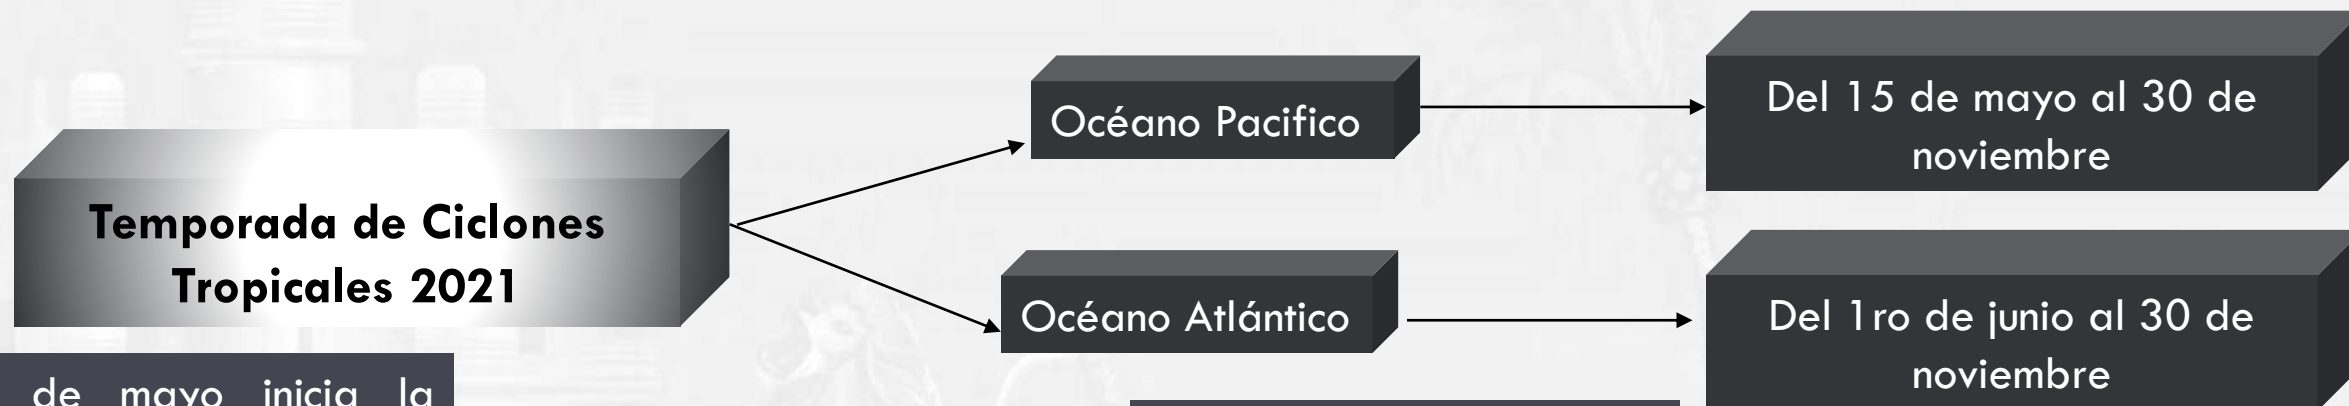 Temporada de Ciclones
Tropicales 2021
Océano Pacifico
Del 15 de mayo al 30 de
noviembre
Océano Atlántico
Del 1ro de junio al 30 de
noviembre
de mayo inicia la